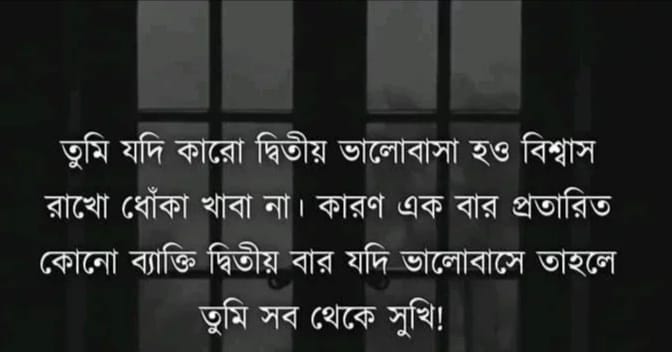 তুমি যদি কারো দ্বিতীয় ভালোবাসা হও বিশ্বাস
রাখো ধোঁকা খাবা না। কারণ এক বার প্রতারিত
কোনো ব্যাক্তি দ্বিতীয় বার যদি ভালোবাসে তাহলে
তুমি সব থেকে সুখি!